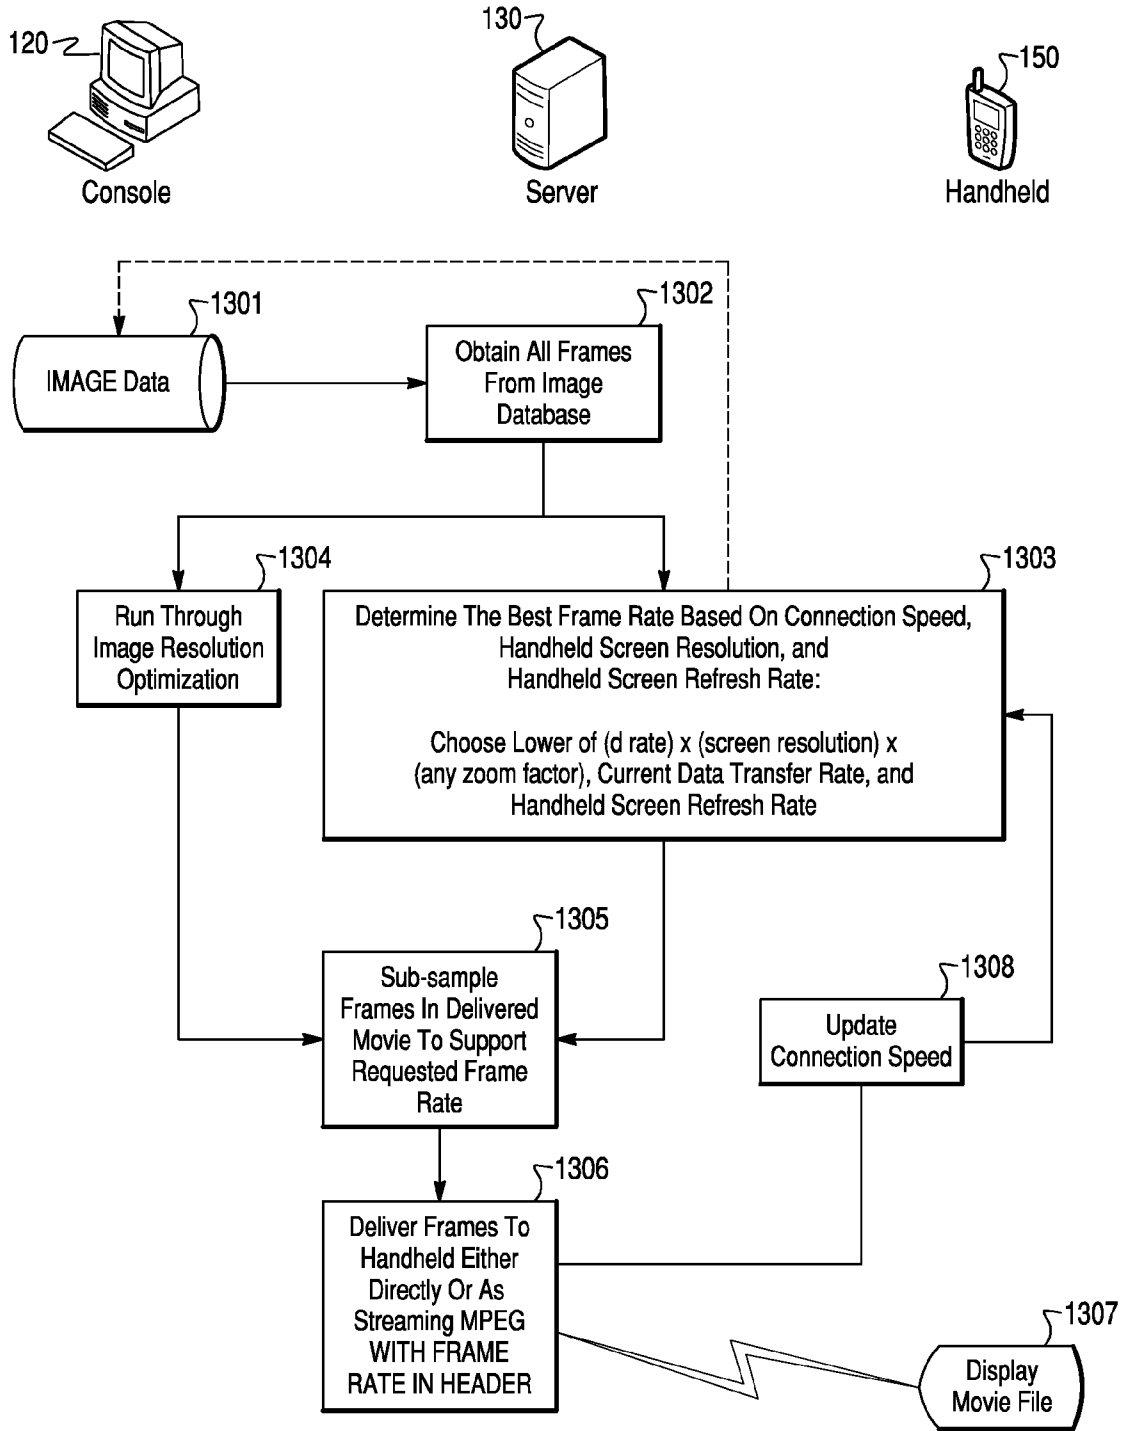 120
130
150
Console
Server
Handheld
1301
1302
IMAGE Data
Obtain All Frames
From Image
Database
1304
1303
Run Through
Image Resolution
Optimization
Determine The Best Frame Rate Based On Connection Speed,
Handheld Screen Resolution, and
Handheld Screen Refresh Rate:
Choose Lower of (d rate) x (screen resolution) x
(any zoom factor), Current Data Transfer Rate, and
Handheld Screen Refresh Rate
1305
Sub-sample
Frames In Delivered
Movie To Support
Requested Frame
Rate
1308
Update
Connection Speed
1306
Deliver Frames To
Handheld Either
Directly Or As
Streaming MPEG
WITH FRAME
RATE IN HEADER
1307
Display
Movie File